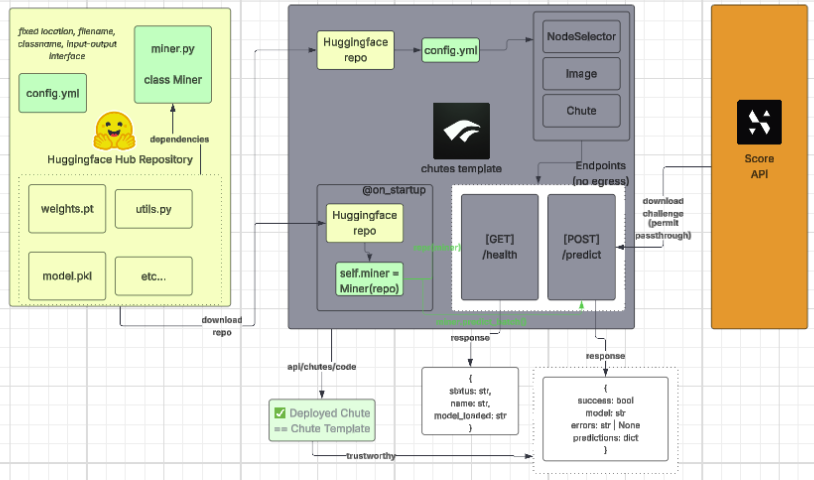 fixed location, filename,
classname, input-output
interface
config.yml
miner.py
class Miner
dependencies
Huggingface Hub Repository
weights.pt
utils.py
model.pkl
etc...
download
repo
Huggingface
repo
config.yml
NodeSelector
Image
Chute
chutes template
Endpoints
(no egress)
@on_startup
Huggingface
repo
self.miner =
Miner(repo)
[GET]
/health
[POST]
/predict
Score
API
download
challenge
(permit
passthrough)
response
response
api/chutes/code
✅ Deployed Chute
== Chute Template
trustworthy
{
status: str,
name: str,
model_loaded: str
}
{
success: bool
model: str
errors: str | None
predictions: dict
}